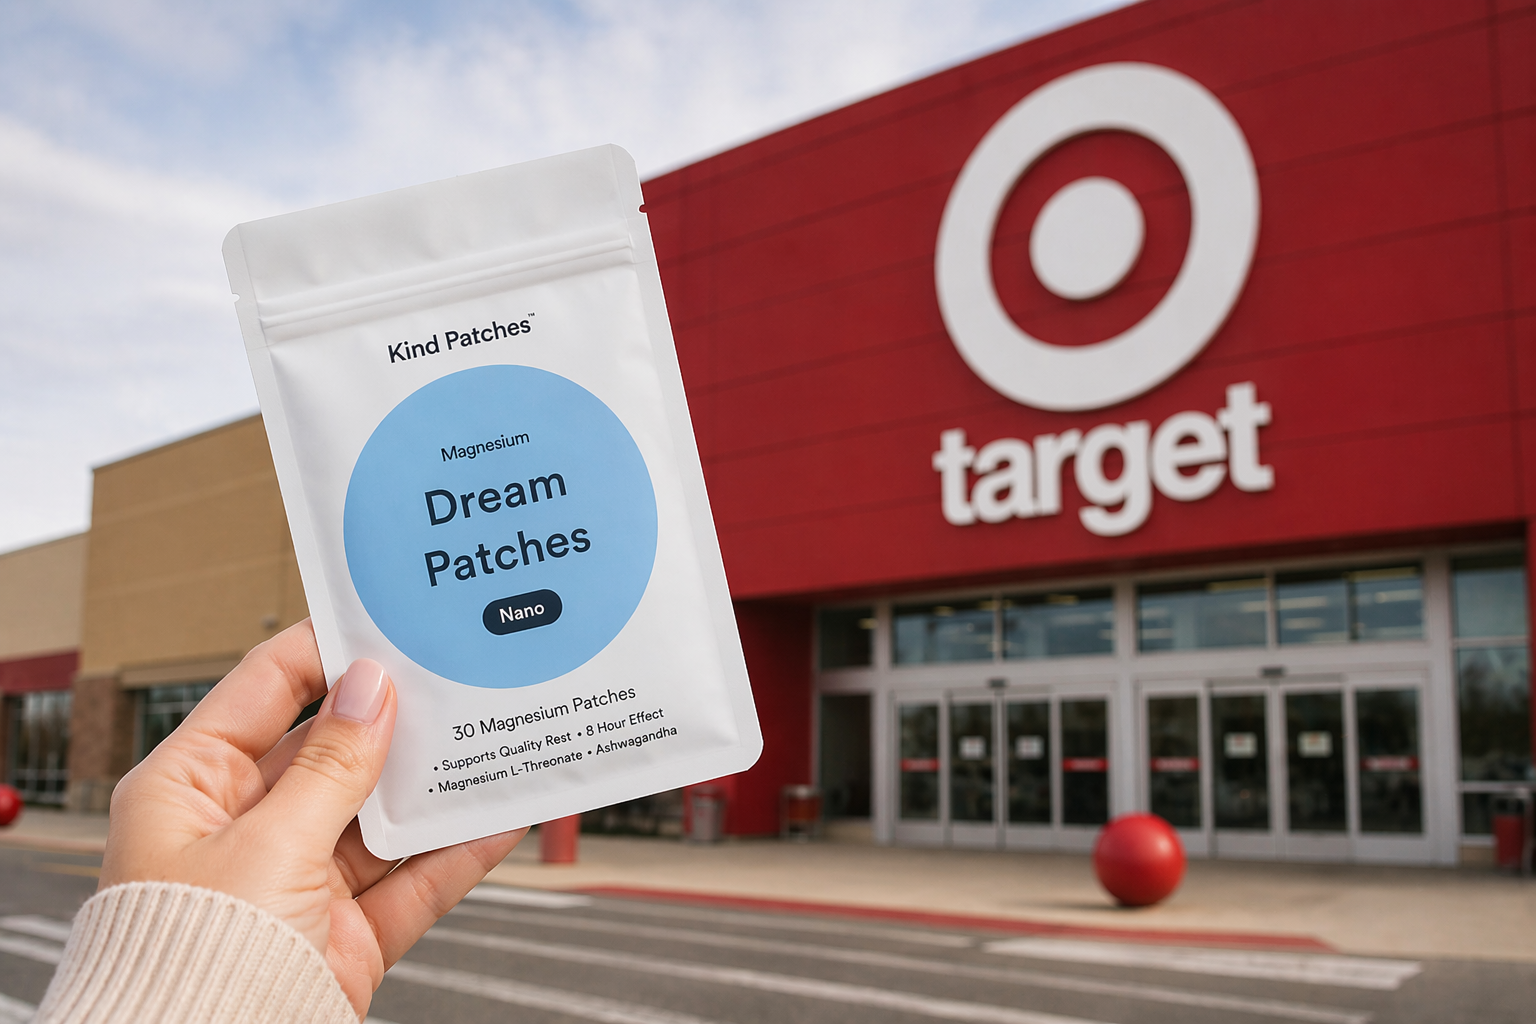 Kind Patches™
Magnesium
Dream
Patches
Nano
30 Magnesium Patches
• Supports Quality Rest • 8 Hour Effect
• Magnesium L-Threonate • Ashwagandha
target